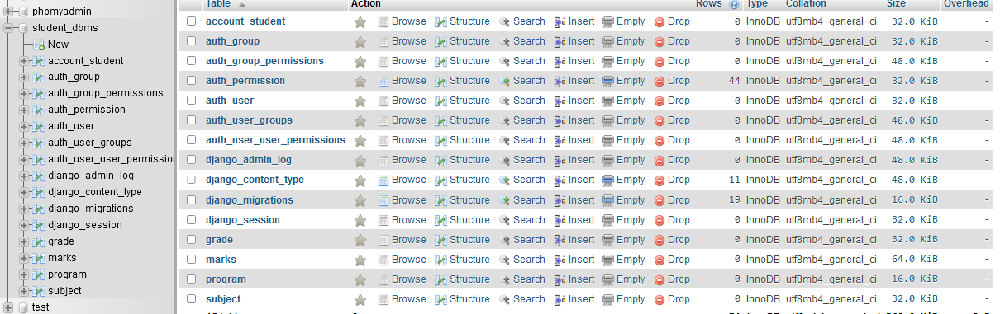 phpmyadmin
student_dbms
New
account_student
auth_group
auth_group_permissions
auth_permission
auth_user
auth_user_groups
auth_user_user_permission
django_admin_log
django_content_type
django_migrations
django_session
grade
marks
program
subject
test
Table Action Rows Type Collation Size Overhead
account_student Browse Structure Search Insert Empty Drop 0 InnoDB utf8mb4_general_ci 32.0 KiB -
auth_group Browse Structure Search Insert Empty Drop 0 InnoDB utf8mb4_general_ci 32.0 KiB -
auth_group_permissions Browse Structure Search Insert Empty Drop 0 InnoDB utf8mb4_general_ci 48.0 KiB -
auth_permission Browse Structure Search Insert Empty Drop 44 InnoDB utf8mb4_general_ci 32.0 KiB -
auth_user Browse Structure Search Insert Empty Drop 0 InnoDB utf8mb4_general_ci 32.0 KiB -
auth_user_groups Browse Structure Search Insert Empty Drop 0 InnoDB utf8mb4_general_ci 48.0 KiB -
auth_user_user_permissions Browse Structure Search Insert Empty Drop 0 InnoDB utf8mb4_general_ci 48.0 KiB -
django_admin_log Browse Structure Search Insert Empty Drop 0 InnoDB utf8mb4_general_ci 48.0 KiB -
django_content_type Browse Structure Search Insert Empty Drop 11 InnoDB utf8mb4_general_ci 48.0 KiB -
django_migrations Browse Structure Search Insert Empty Drop 19 InnoDB utf8mb4_general_ci 16.0 KiB -
django_session Browse Structure Search Insert Empty Drop 0 InnoDB utf8mb4_general_ci 32.0 KiB -
grade Browse Structure Search Insert Empty Drop 0 InnoDB utf8mb4_general_ci 32.0 KiB -
marks Browse Structure Search Insert Empty Drop 0 InnoDB utf8mb4_general_ci 64.0 KiB -
program Browse Structure Search Insert Empty Drop 0 InnoDB utf8mb4_general_ci 16.0 KiB -
subject Browse Structure Search Insert Empty Drop 0 InnoDB utf8mb4_general_ci 32.0 KiB -